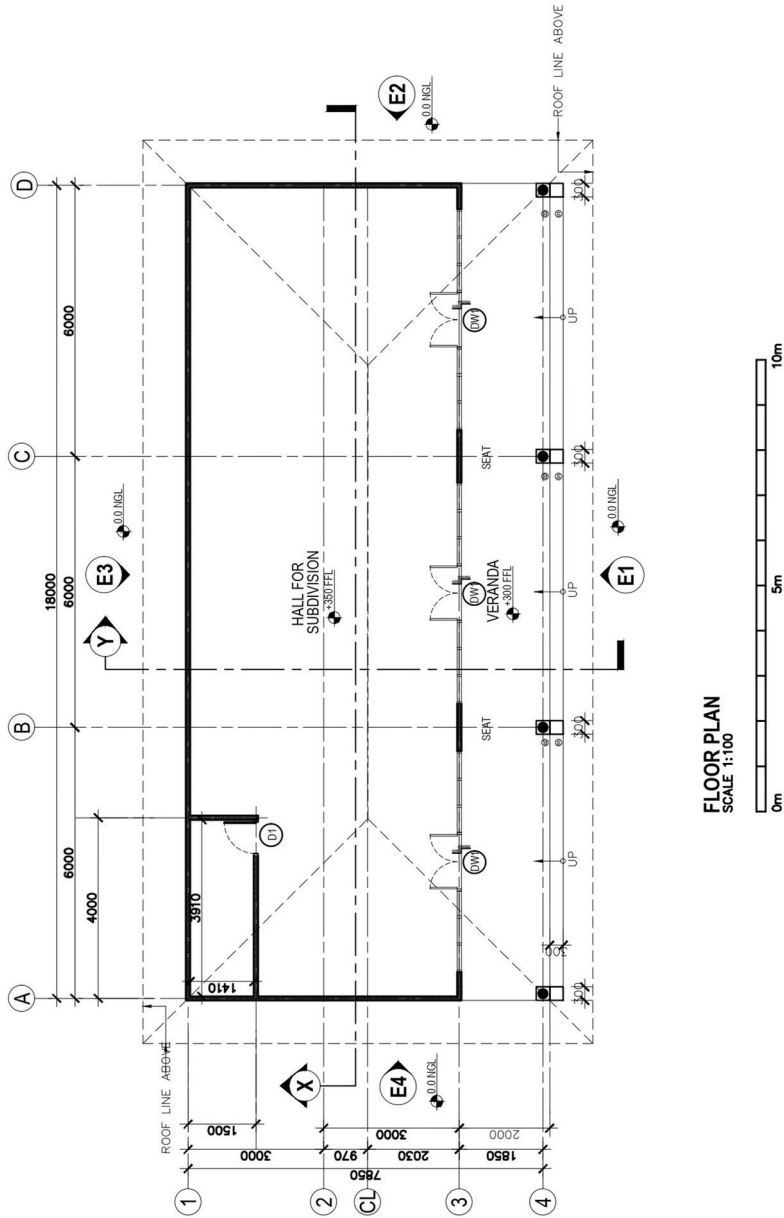 A
B
C
D
18000
6000
6000
6000
4000
3910
1410
ROOF LINE ABOVE
E3
0.0 NGL
Y
E2
0.0 NGL
ROOF LINE ABOVE
1
2
CL
3
4
1500
3000
970
2030
3000
1850
2000
7850
X
E4
0.0 NGL
D1
HALL FOR
SUBDIVISION
+350 FFL
DW1
DW1
DW1
SEAT
SEAT
VERANDA
+300 FFL
UP
UP
UP
300
300
300
300
300
E1
0.0 NGL
FLOOR PLAN
SCALE 1:100
0m
5m
10m